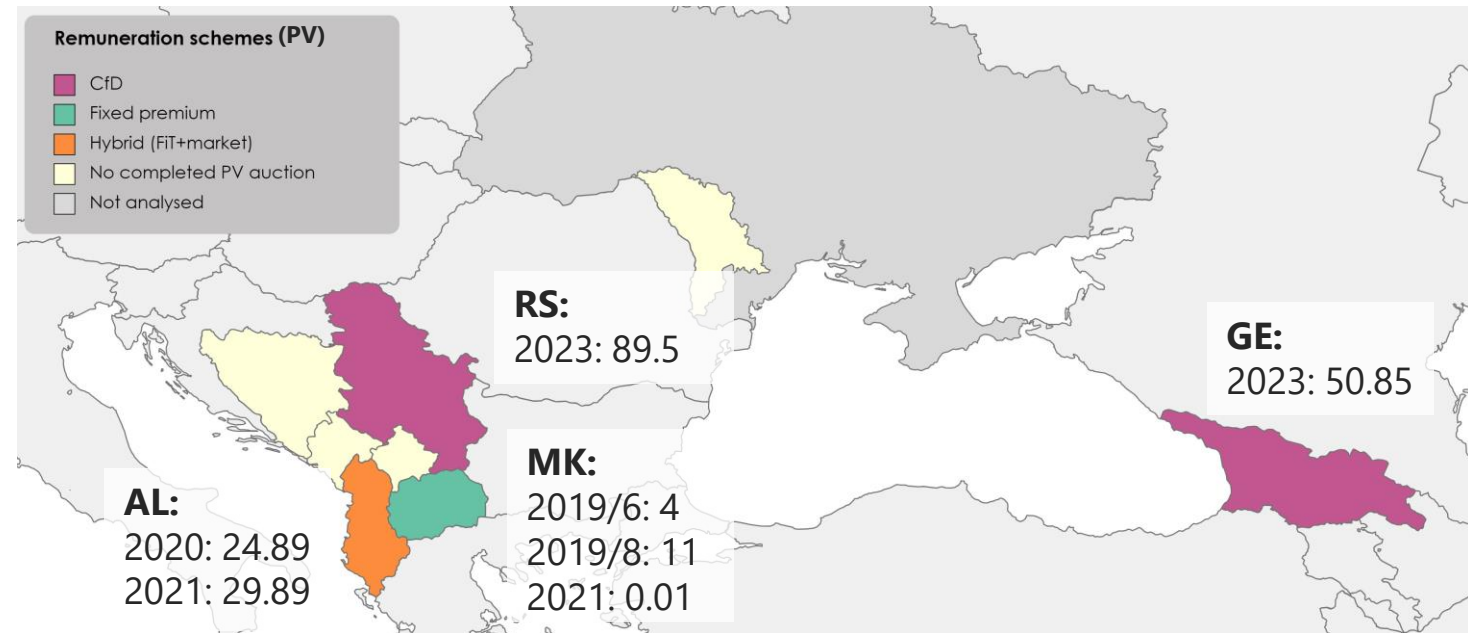 Remuneration schemes (PV)
CfD
Fixed premium
Hybrid (FiT+market)
No completed PV auction
Not analysed
RS:
2023: 89.5
GE:
2023: 50.85
MK:
2019/6: 4
2019/8: 11
2021: 0.01
AL:
2020: 24.89
2021: 29.89